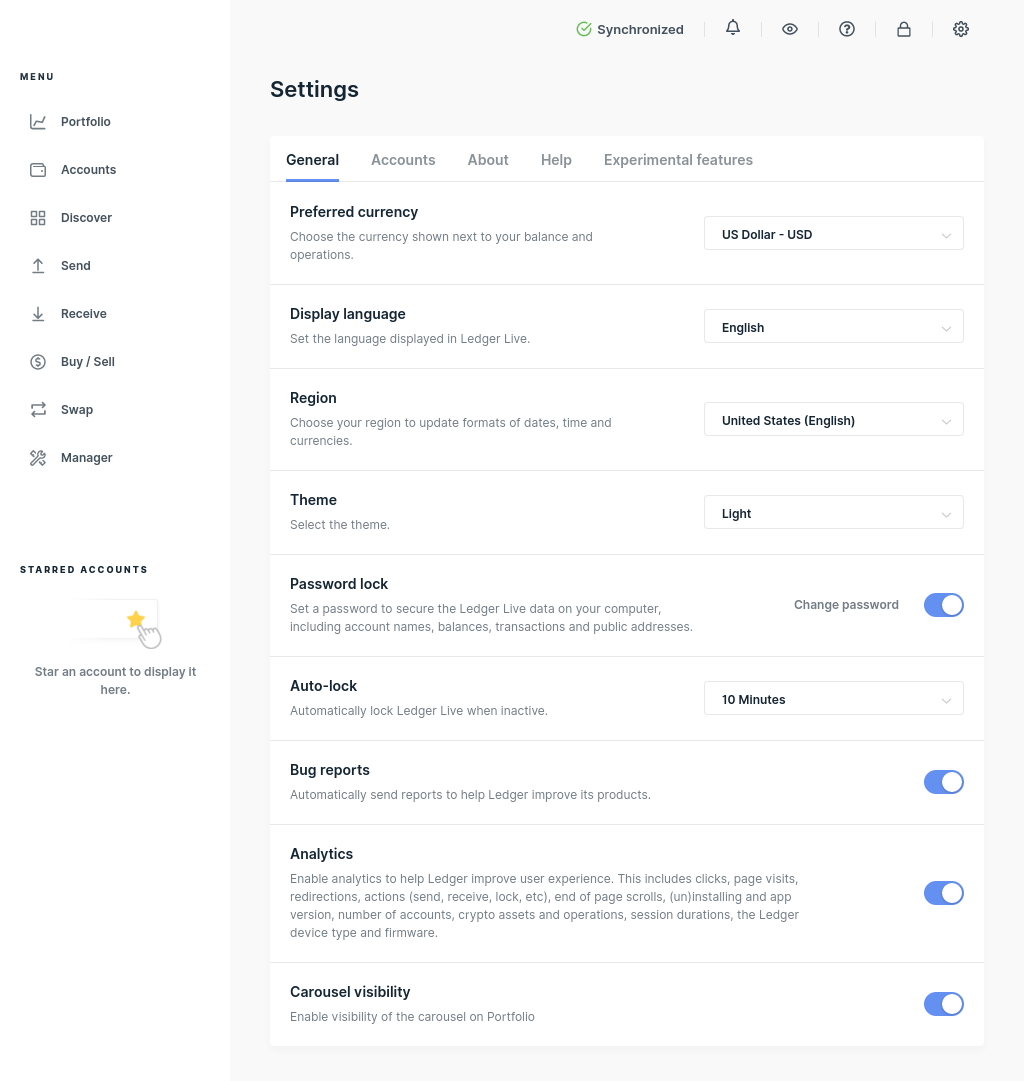 Synchronized
MENU
Portfolio
Accounts
Discover
Send
Receive
Buy / Sell
Swap
Manager
STARRED ACCOUNTS
Star an account to display it
here.
Settings
General
Accounts
About
Help
Experimental features
Preferred currency
Choose the currency shown next to your balance and
operations.
US Dollar - USD
Display language
Set the language displayed in Ledger Live.
English
Region
Choose your region to update formats of dates, time and
currencies.
United States (English)
Theme
Select the theme.
Light
Password lock
Set a password to secure the Ledger Live data on your computer,
including account names, balances, transactions and public addresses.
Change password
Auto-lock
Automatically lock Ledger Live when inactive.
10 Minutes
Bug reports
Automatically send reports to help Ledger improve its products.
Analytics
Enable analytics to help Ledger improve user experience. This includes clicks, page visits,
redirections, actions (send, receive, lock, etc), end of page scrolls, (un)installing and app
version, number of accounts, crypto assets and operations, session durations, the Ledger
device type and firmware.
Carousel visibility
Enable visibility of the carousel on Portfolio